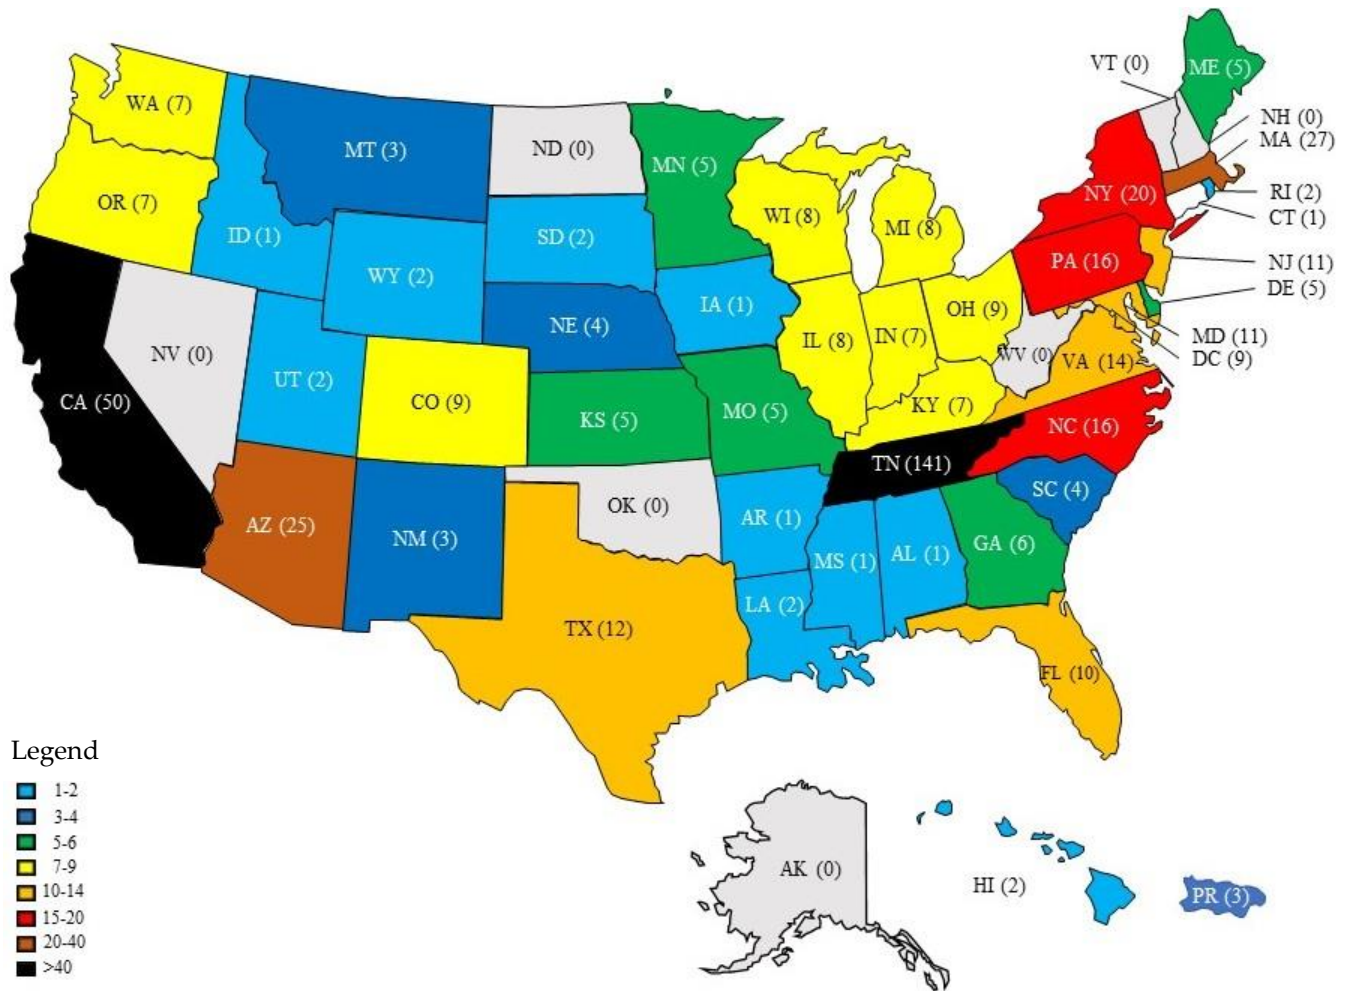 VT (0)
ME (5)
WA (7)
NH (0)
MA (27)
MT (3)
ND (0)
MN (5)
OR (7)
NY (20)
RI (2)
WI (8)
CT (1)
ID (1)
SD (2)
MI (8)
WY (2)
PA (16)
NJ (11)
DE (5)
IA (1)
NE (4)
OH (9)
MD (11)
DC (9)
NV (0)
IL (8)
IN (7)
WV (0)
VA (14)
UT (2)
CA (50)
CO (9)
KS (5)
MO (5)
KY (7)
NC (16)
TN (141)
SC (4)
OK (0)
AZ (25)
NM (3)
AR (1)
MS (1)
AL (1)
GA (6)
LA (2)
TX (12)
FL (10)
AK (0)
HI (2)
PR (3)
Legend
1-2
3-4
5-6
7-9
10-14
15-20
20-40
>40